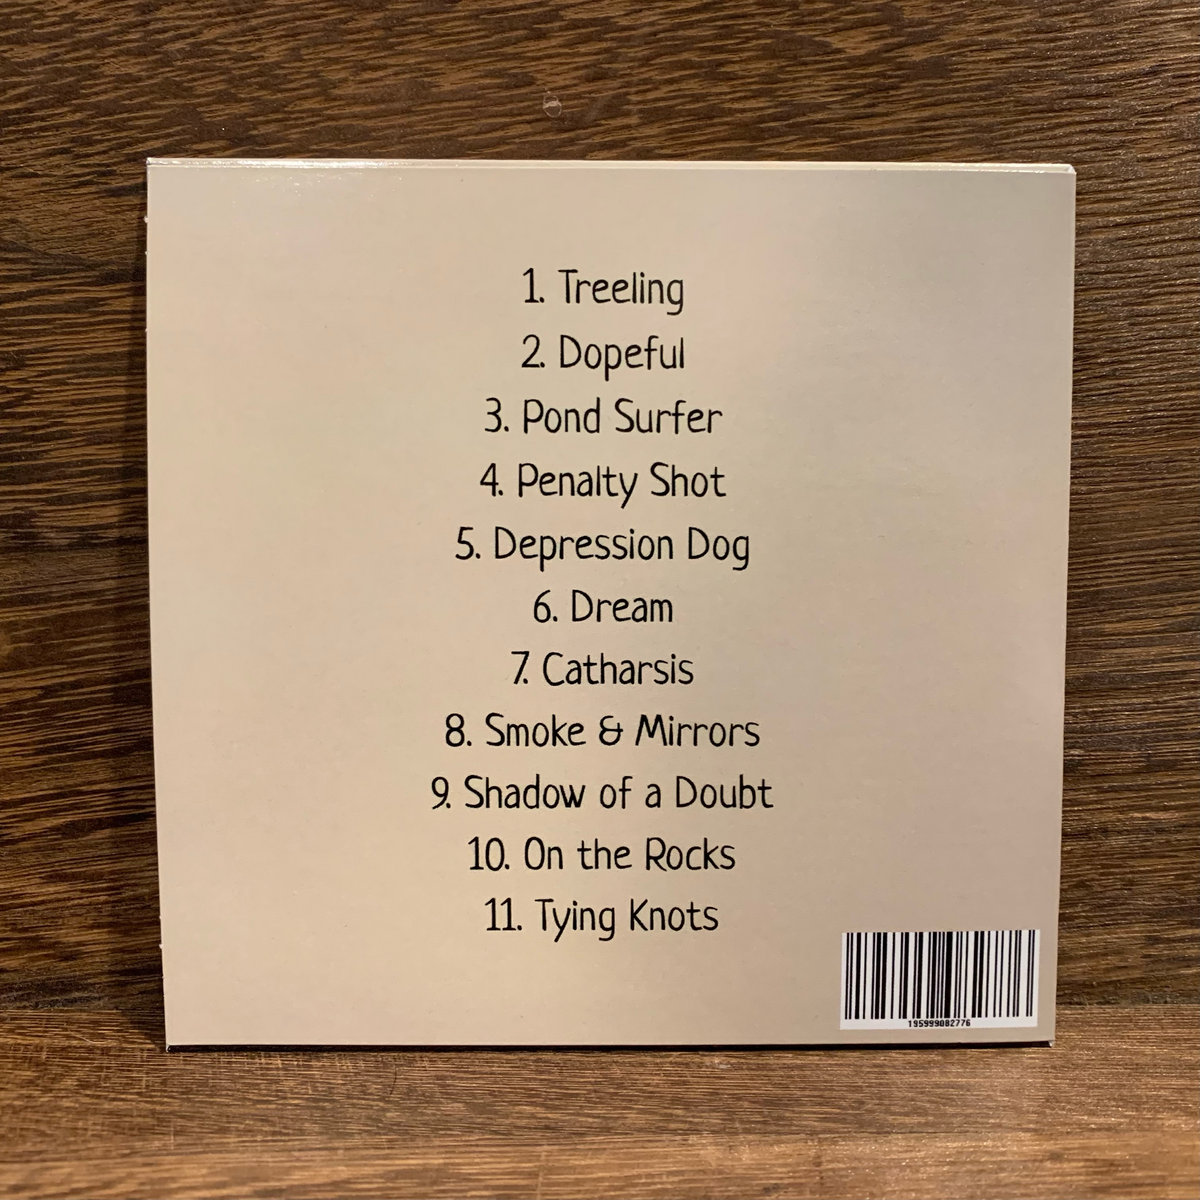 1. Treeling
2. Dopeful
3. Pond Surfer
4. Penalty Shot
5. Depression Dog
6. Dream
7. Catharsis
8. Smoke & Mirrors
9. Shadow of a Doubt
10. On the Rocks
11. Tying Knots
195999082776